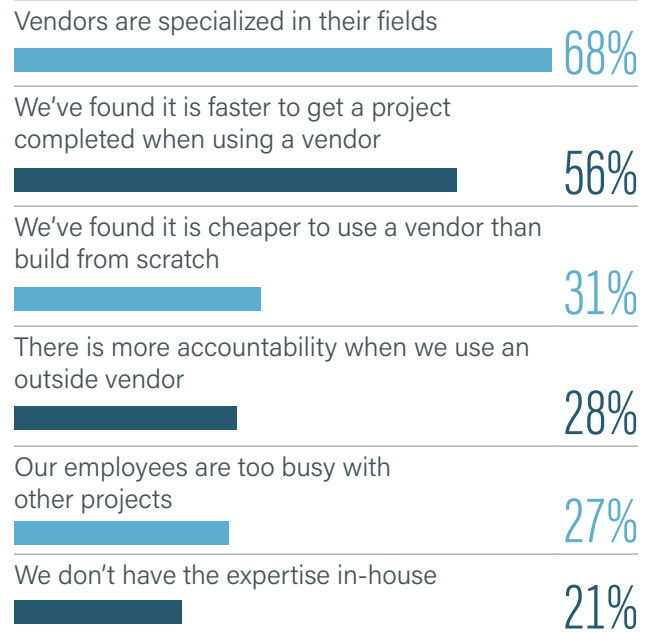 Vendors are specialized in their fields
68%
We’ve found it is faster to get a project
completed when using a vendor
56%
We’ve found it is cheaper to use a vendor than
build from scratch
31%
There is more accountability when we use an
outside vendor
28%
Our employees are too busy with
other projects
27%
We don’t have the expertise in-house
21%